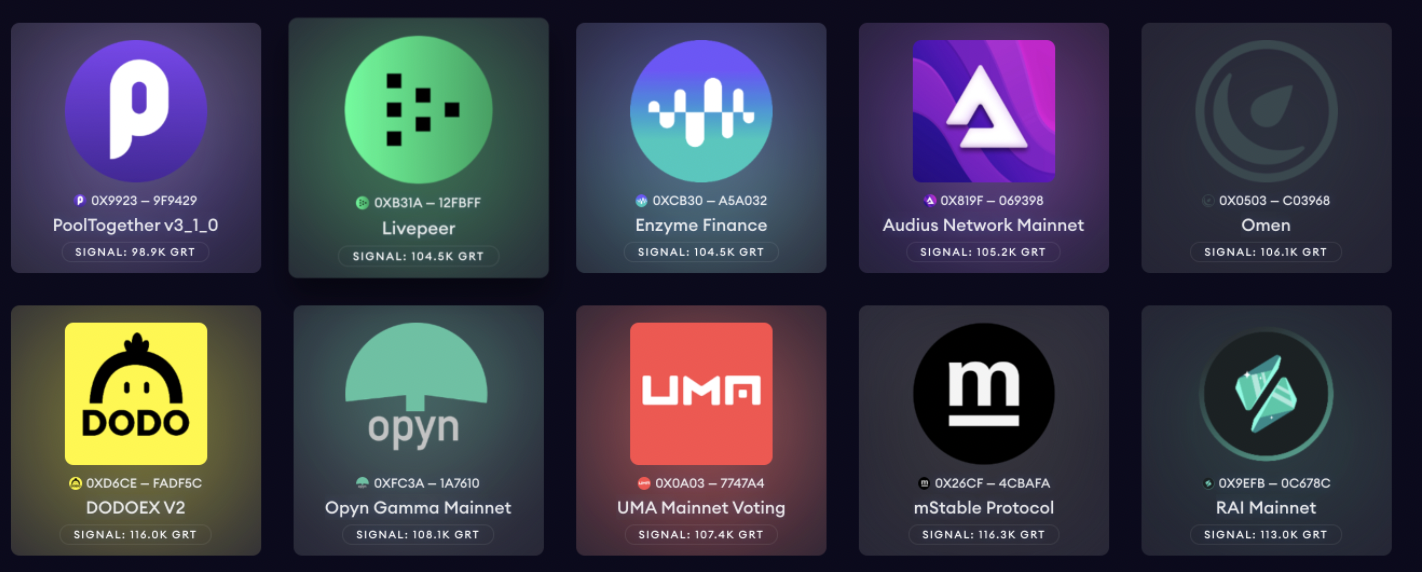 0X9923 — 9F9429
PoolTogether v3_1_0
SIGNAL: 98.9K GRT
0XB31A — 12FBFF
Livepeer
SIGNAL: 104.5K GRT
0XCB30 — A5A032
Enzyme Finance
SIGNAL: 104.5K GRT
0X819F — 069398
Audius Network Mainnet
SIGNAL: 105.2K GRT
0X0503 — C03968
Omen
SIGNAL: 106.1K GRT
DODO
0XD6CE — FADF5C
DODOEX V2
SIGNAL: 116.0K GRT
opyn
0XFC3A — 1A7610
Opyn Gamma Mainnet
SIGNAL: 108.1K GRT
UMA
0X0A03 — 7747A4
UMA Mainnet Voting
SIGNAL: 107.4K GRT
m
0X26CF — 4CBAFA
mStable Protocol
SIGNAL: 116.3K GRT
0X9EFB — 0C678C
RAI Mainnet
SIGNAL: 113.0K GRT